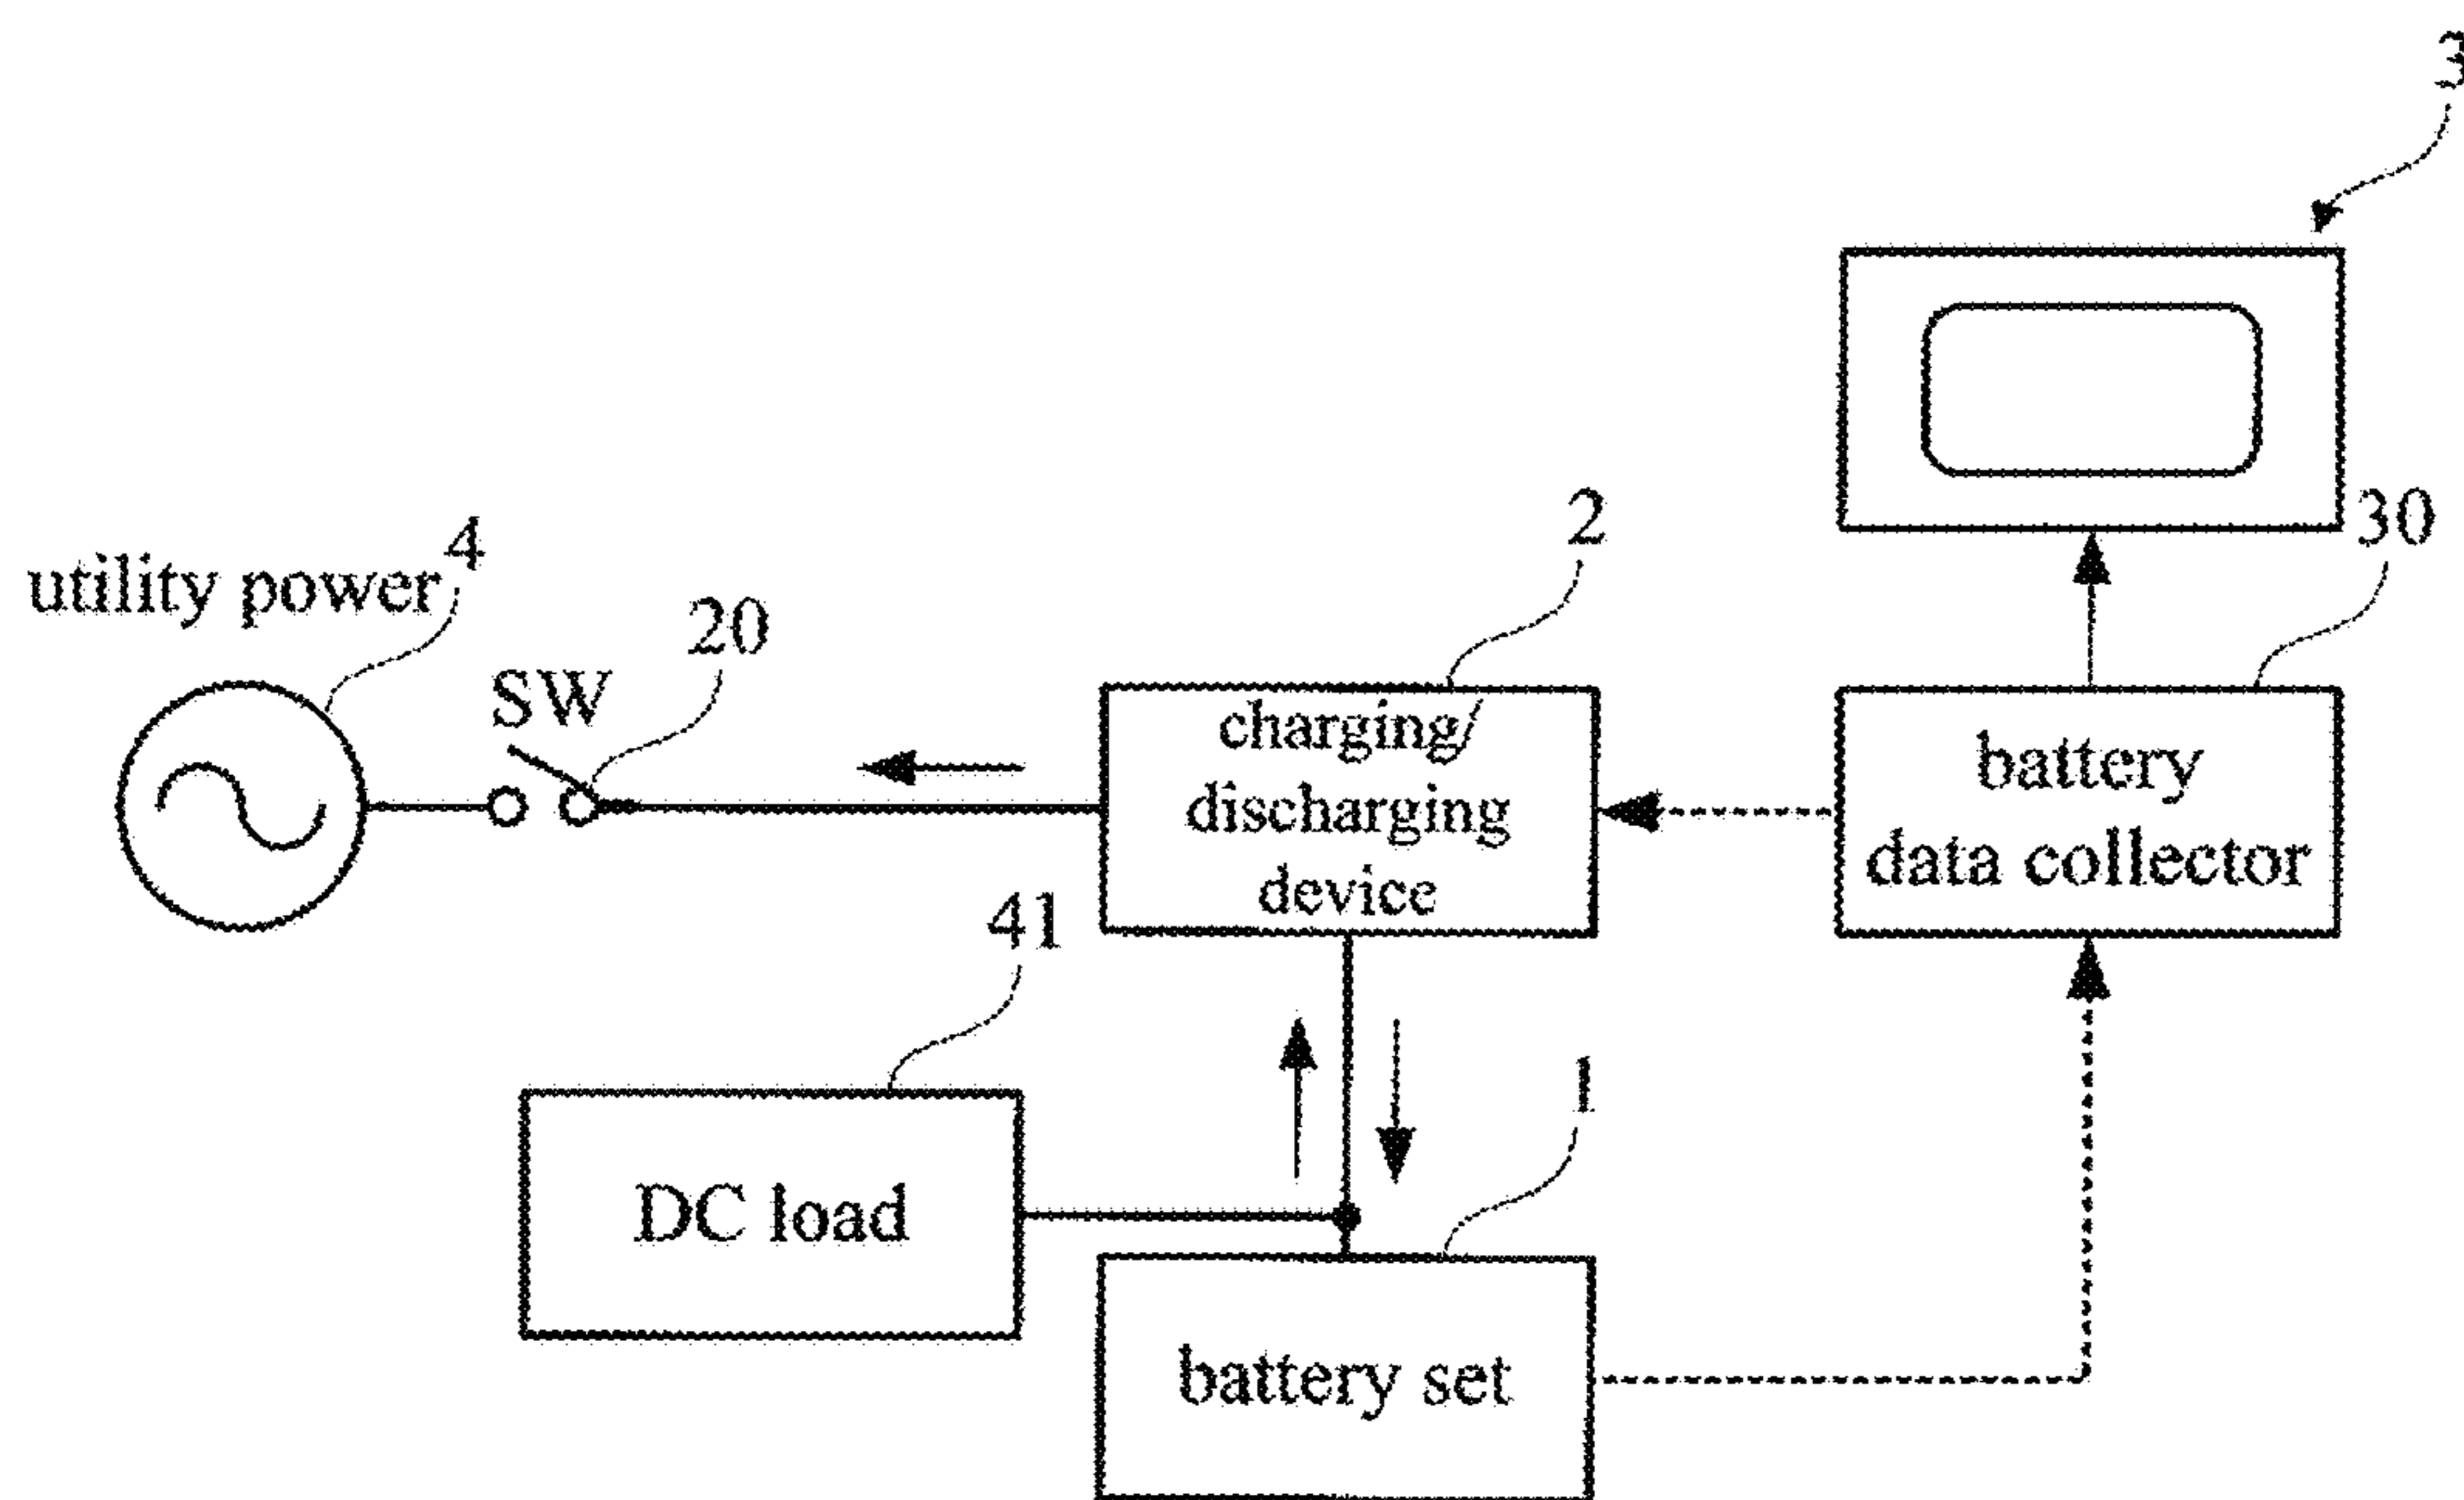 3
2
30
4
utility power
20
SW
charging/
discharging
device
battery
data collector
41
1
DC load
battery set